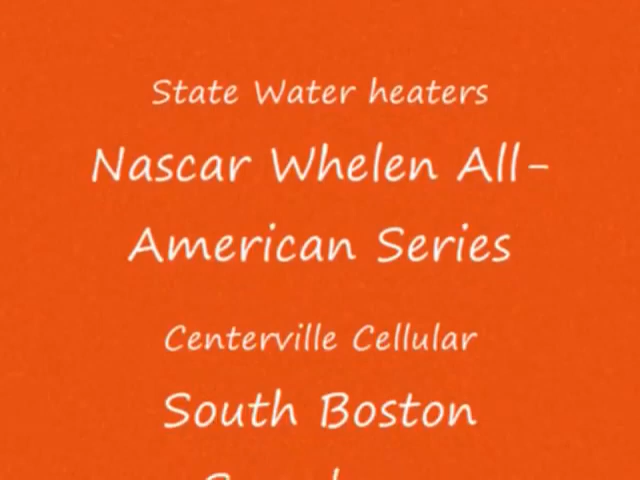 State Water heaters
Nascar Whelen All-
American Series
Centerville Cellular
South Boston